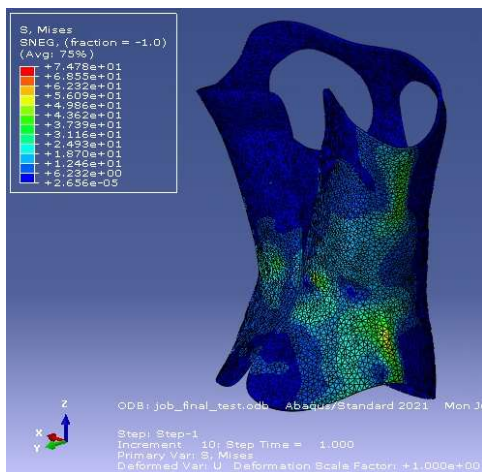 S, Mises
SNEG, (fraction = -1.0)
(Avg: 75%)
+7.478e+01
+6.855e+01
+6.232e+01
+5.609e+01
+4.986e+01
+4.362e+01
+3.739e+01
+3.116e+01
+2.493e+01
+1.870e+01
+1.246e+01
+6.232e+00
+2.656e-05
Z
X
Y
ODB: job_final_test.odb Abaqus/Standard 2021 Mon J
Step: Step-1
Increment 10: Step Time = 1.000
Primary Var: S, Mises
Deformed Var: U Deformation Scale Factor: +1.000e+00